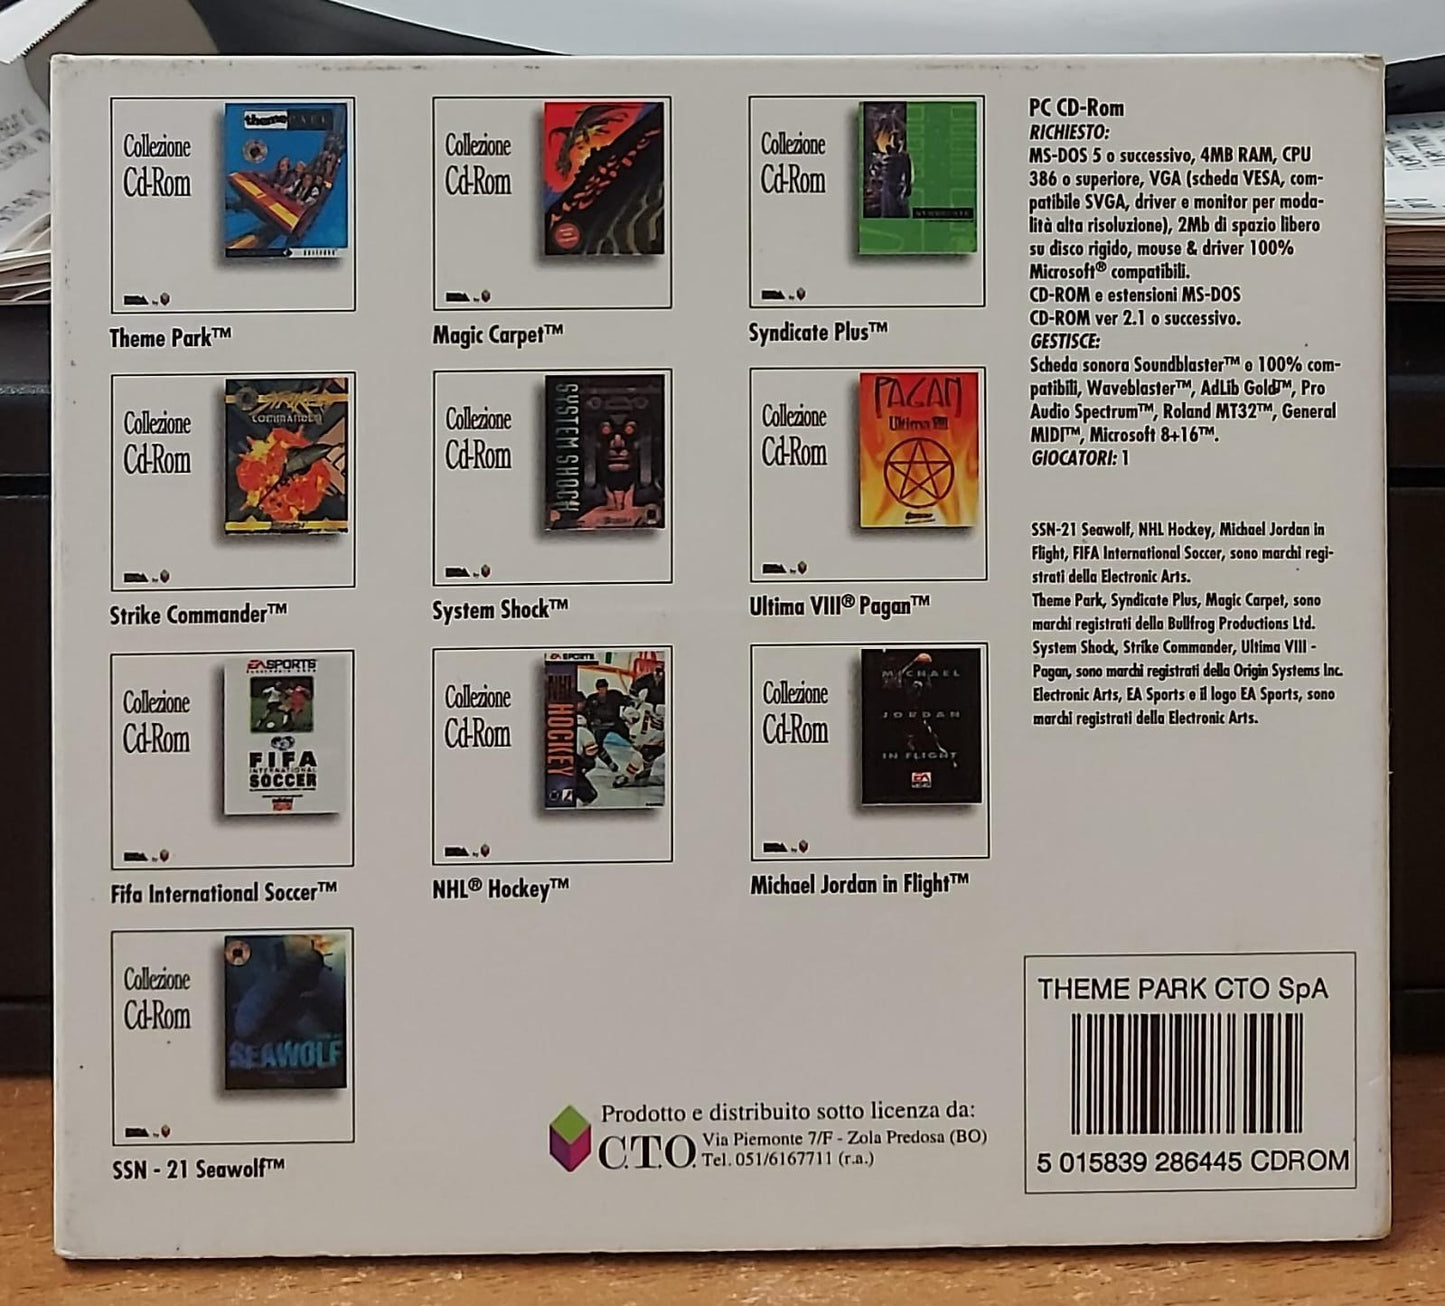 Collezione
Cd-Rom
theme PARK
Theme Park™
Collezione
Cd-Rom
Magic Carpet™
Collezione
Cd-Rom
SYNDICATE
Syndicate Plus™
Collezione
Cd-Rom
STRIKE
COMMANDER
Strike Commander™
Collezione
Cd-Rom
SYSTEM SHOCK
System Shock™
Collezione
Cd-Rom
PAGAN
Ultima VIII
Ultima VIII® Pagan™
Collezione
Cd-Rom
EA SPORTS
FIFA
INTERNATIONAL
SOCCER
Fifa International Soccer™
Collezione
Cd-Rom
EA SPORTS
NHL
HOCKEY
NHL® Hockey™
Collezione
Cd-Rom
MICHAEL
JORDAN
IN FLIGHT
Michael Jordan in Flight™
Collezione
Cd-Rom
SEAWOLF
SSN - 21 Seawolf™
PC CD-Rom
RICHIESTO:
MS-DOS 5 o successivo, 4MB RAM, CPU
386 o superiore, VGA (scheda VESA, com-
patibile SVGA, driver e monitor per moda-
lità alta risoluzione), 2Mb di spazio libero
su disco rigido, mouse & driver 100%
Microsoft® compatibili.
CD-ROM e estensioni MS-DOS
CD-ROM ver 2.1 o successivo.
GESTISCE:
Scheda sonora Soundblaster™ o 100% com-
patibili, Waveblaster™, AdLib Gold™, Pro
Audio Spectrum™, Roland MT32™, General
MIDI™, Microsoft 8+16™.
GIOCATORI: 1
SSN-21 Seawolf, NHL Hockey, Michael Jordan in
Flight, FIFA International Soccer, sono marchi regi-
strati della Electronic Arts.
Theme Park, Syndicate Plus, Magic Carpet, sono
marchi registrati della Bullfrog Productions Ltd.
System Shock, Strike Commander, Ultima VIII -
Pagan, sono marchi registrati della Origin Systems Inc.
Electronic Arts, EA Sports e il logo EA Sports, sono
marchi registrati della Electronic Arts.
THEME PARK CTO SpA
5 015839 286445 CDROM
Prodotto e distribuito sotto licenza da:
C.T.O. Via Piemonte 7/F - Zola Predosa (BO)
Tel. 051/6167711 (r.a.)